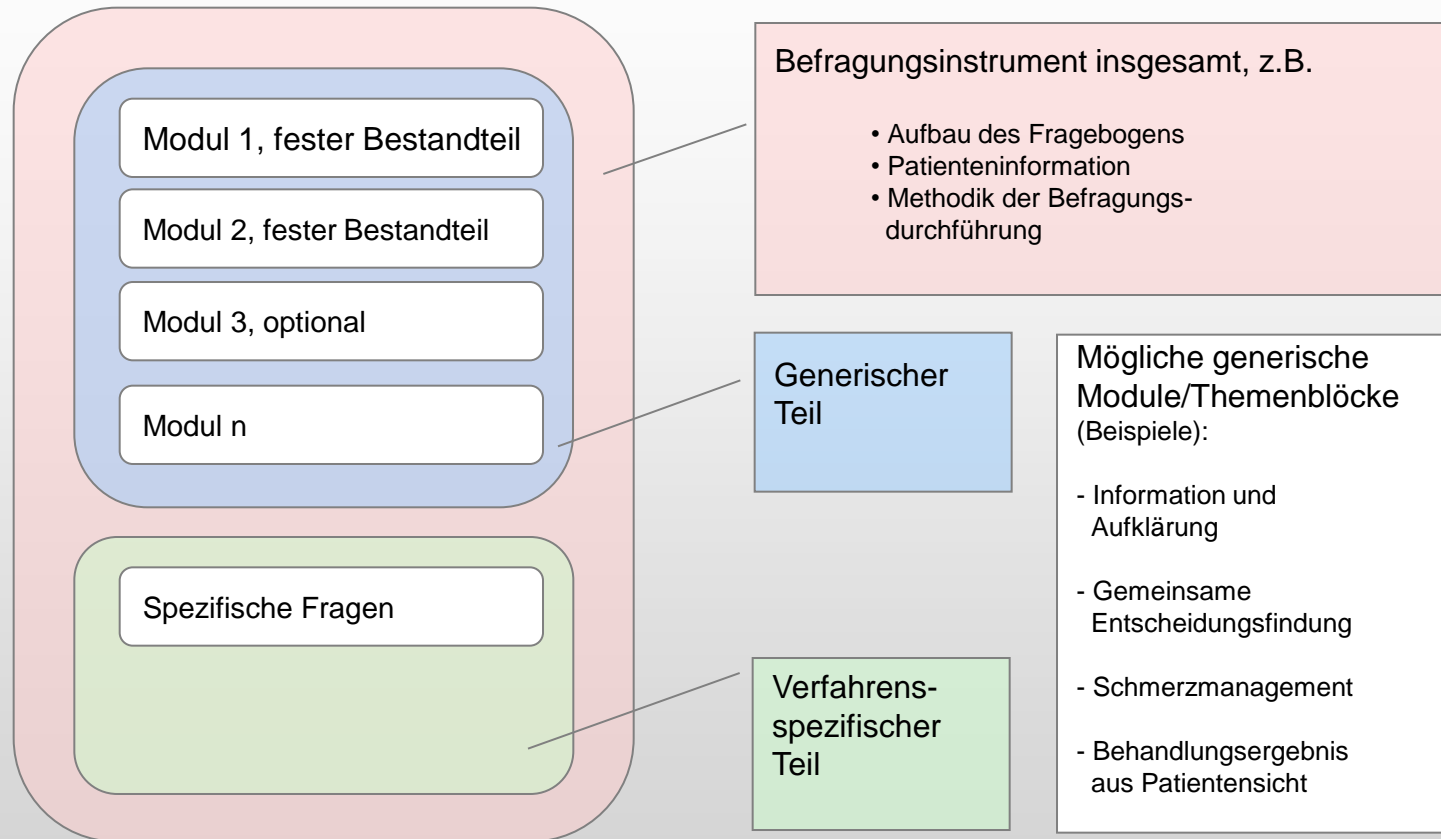 Modul 1, fester Bestandteil
Modul 2, fester Bestandteil
Modul 3, optional
Modul n
Spezifische Fragen
Befragungsinstrument insgesamt, z.B.
• Aufbau des Fragebogens
• Patienteninformation
• Methodik der Befragungs-
durchführung
Generischer
Teil
Verfahrens-
spezifischer
Teil
Mögliche generische
Module/Themenblöcke
(Beispiele):
- Information und
Aufklärung
- Gemeinsame
Entscheidungsfindung
- Schmerzmanagement
- Behandlungsergebnis
aus Patientensicht